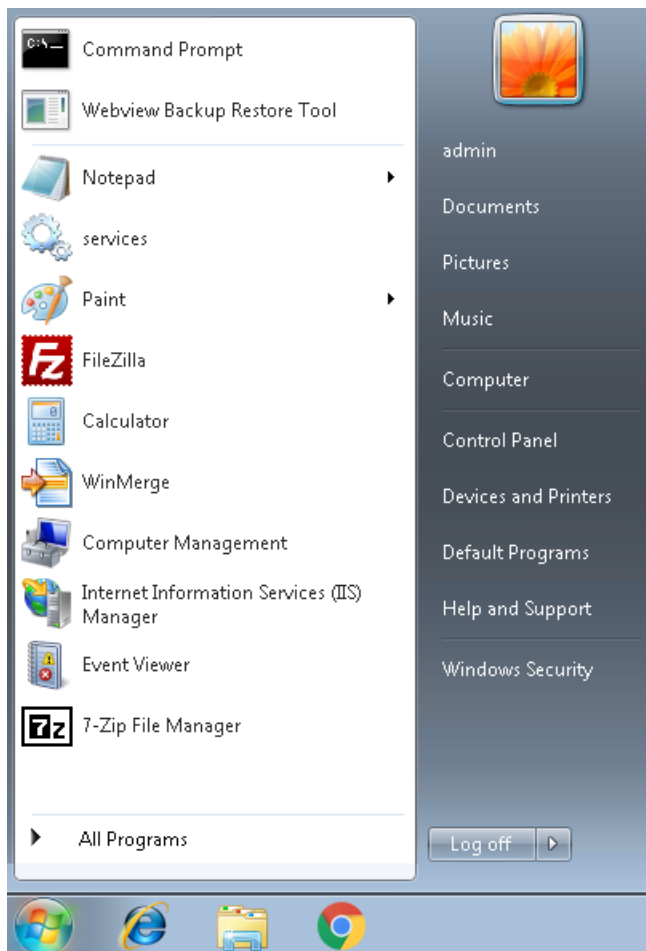 C:\_
Command Prompt
Webview Backup Restore Tool
Notepad
services
Paint
FileZilla
Calculator
WinMerge
Computer Management
Internet Information Services (IIS)
Manager
Event Viewer
7-Zip File Manager
All Programs
admin
Documents
Pictures
Music
Computer
Control Panel
Devices and Printers
Default Programs
Help and Support
Windows Security
Log off
Fz
7z